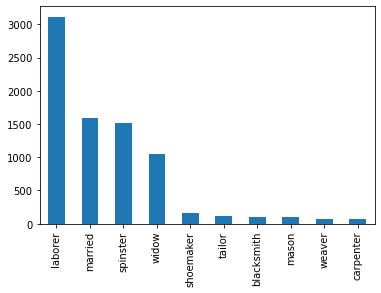 3000
2500
2000
1500
1000
500
0
laborer
married
spinster
widow
shoemaker
tailor
blacksmith
mason
weaver
carpenter